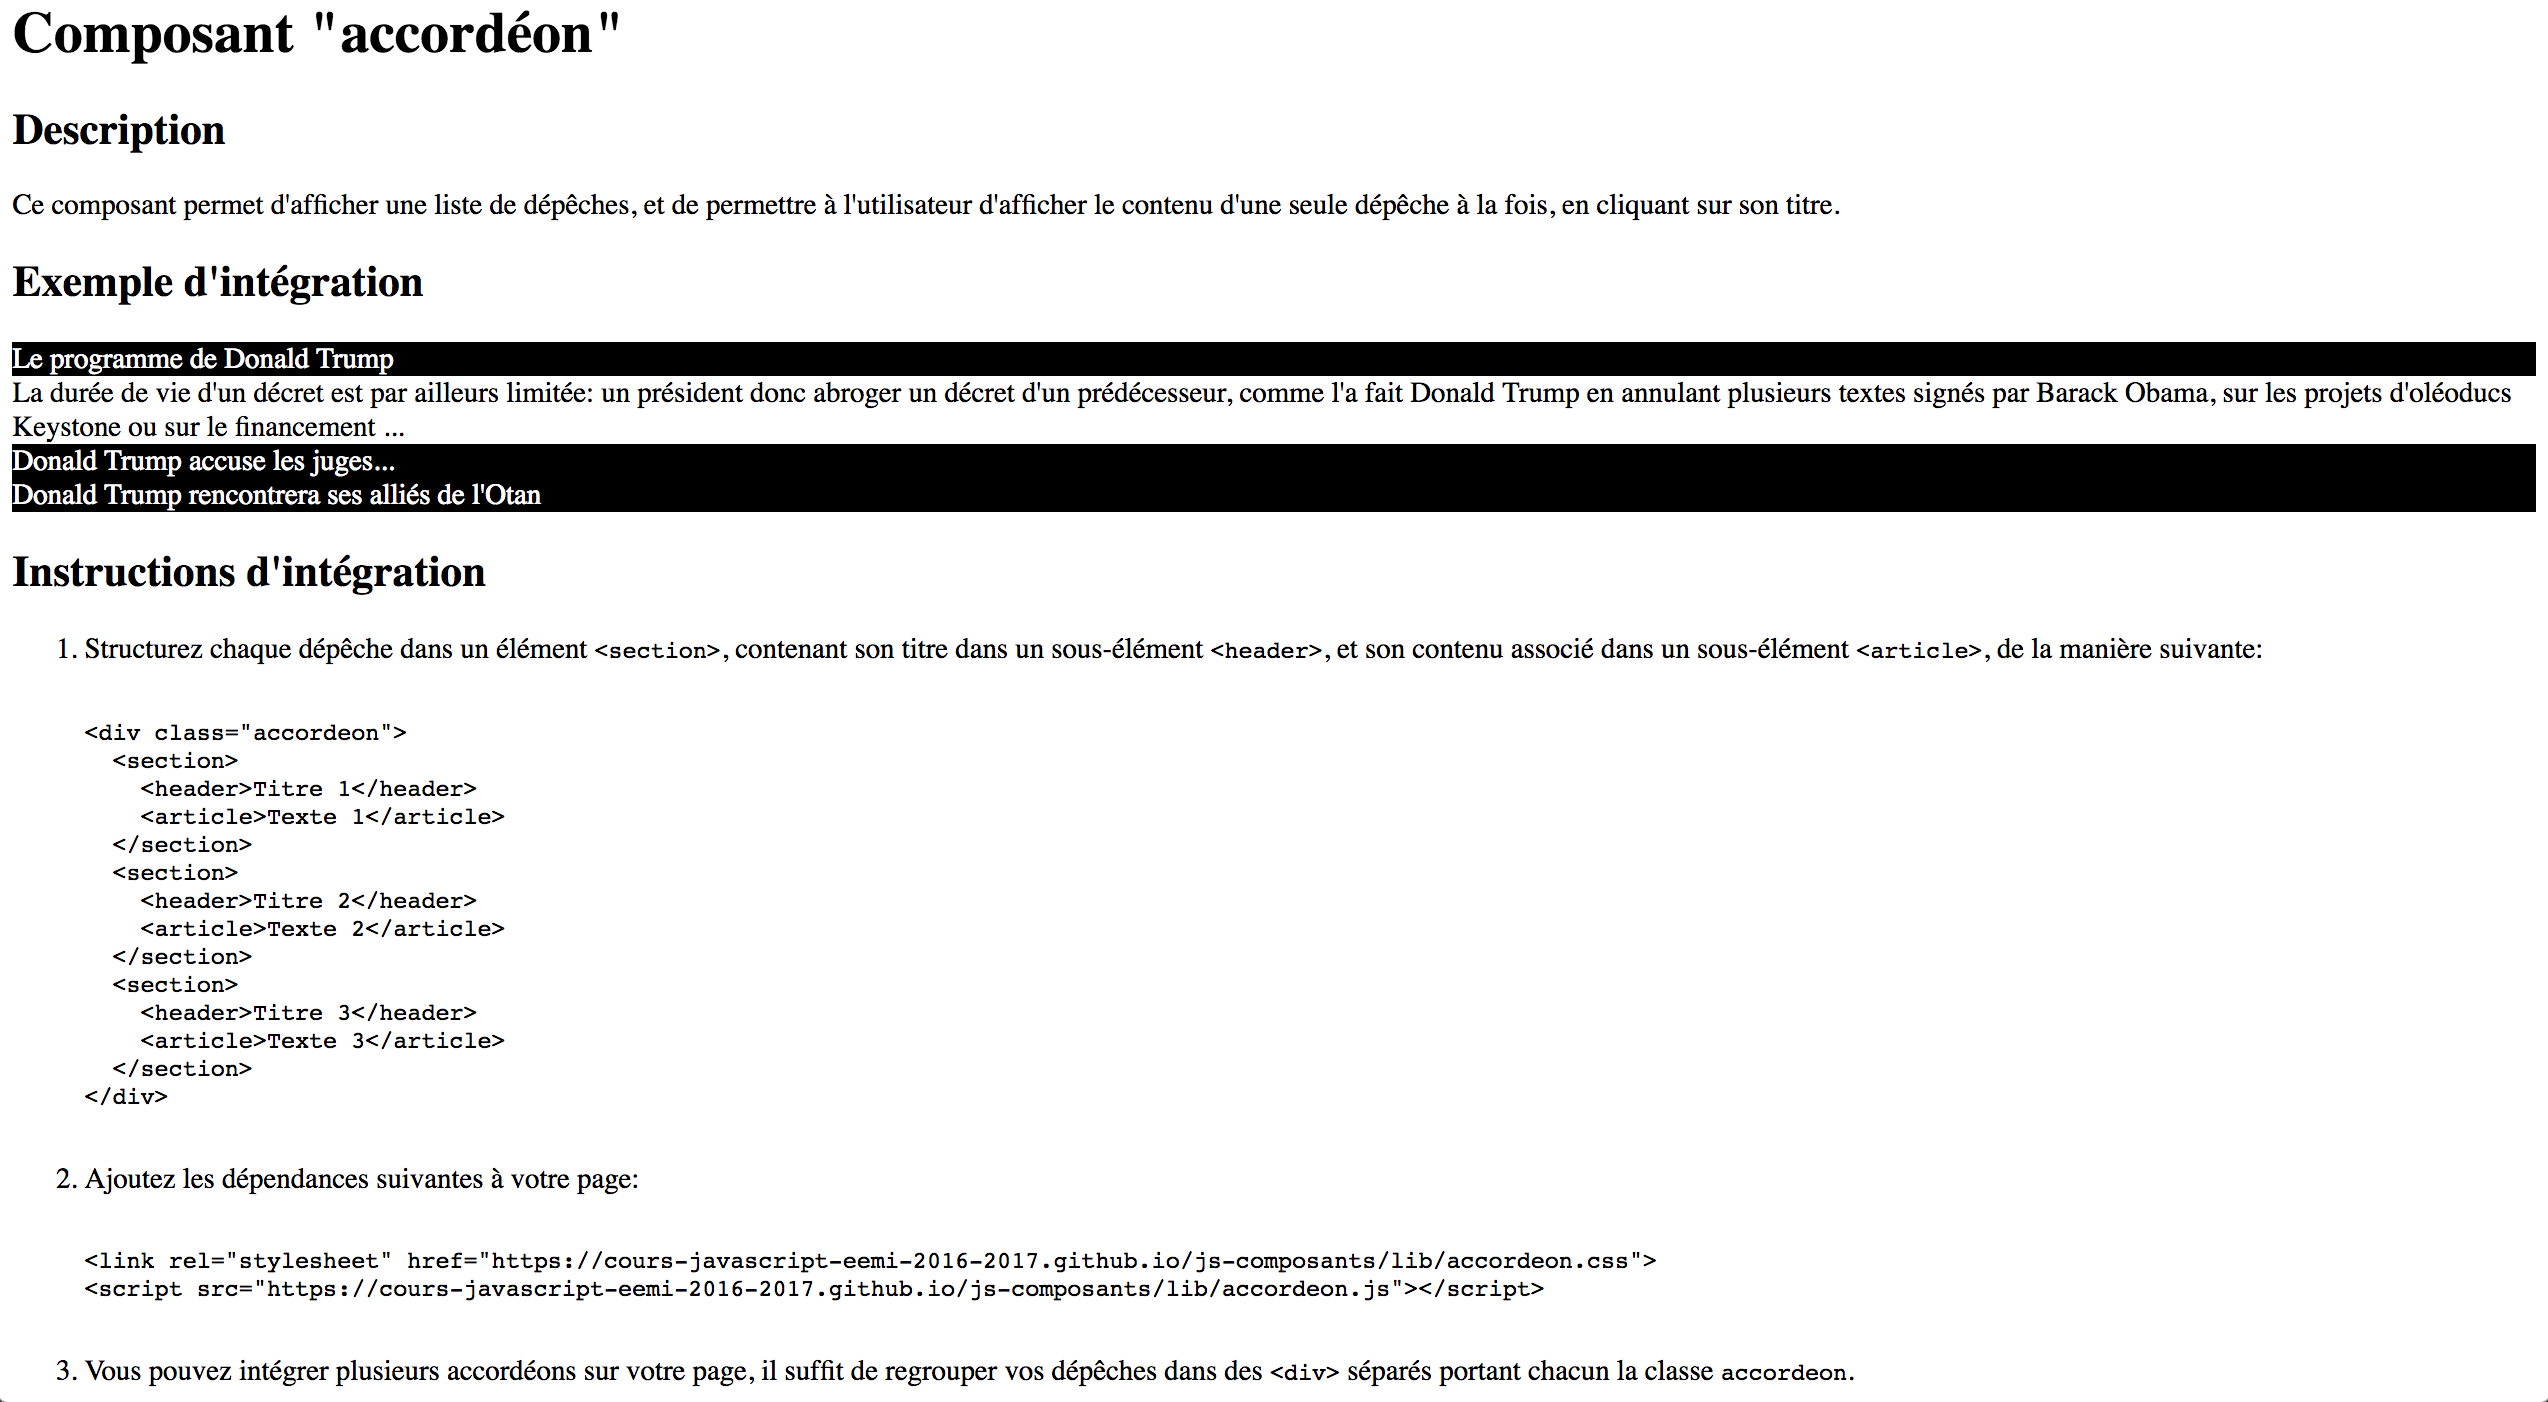 Composant "accordéon"
Description
Ce composant permet d'afficher une liste de dépêches, et de permettre à l'utilisateur d'afficher le contenu d'une seule dépêche à la fois, en cliquant sur son titre.
Exemple d'intégration
Le programme de Donald Trump
La durée de vie d'un décret est par ailleurs limitée: un président donc abroger un décret d'un prédécesseur, comme l'a fait Donald Trump en annulant plusieurs textes signés par Barack Obama, sur les projets d'oléoducs
Keystone ou sur le financement ...
Donald Trump accuse les juges...
Donald Trump rencontrera ses alliés de l'Otan
Instructions d'intégration
1. Structurez chaque dépêche dans un élément <section>, contenant son titre dans un sous-élément <header>, et son contenu associé dans un sous-élément <article>, de la manière suivante:
<div class="accordeon">
  <section>
    <header>Titre 1</header>
    <article>Texte 1</article>
  </section>
  <section>
    <header>Titre 2</header>
    <article>Texte 2</article>
  </section>
  <section>
    <header>Titre 3</header>
    <article>Texte 3</article>
  </section>
</div>
2. Ajoutez les dépendances suivantes à votre page:
<link rel="stylesheet" href="https://cours-javascript-eemi-2016-2017.github.io/js-composants/lib/accordeon.css">
<script src="https://cours-javascript-eemi-2016-2017.github.io/js-composants/lib/accordeon.js"></script>
3. Vous pouvez intégrer plusieurs accordéons sur votre page, il suffit de regrouper vos dépêches dans des <div> séparés portant chacun la classe accordeon.